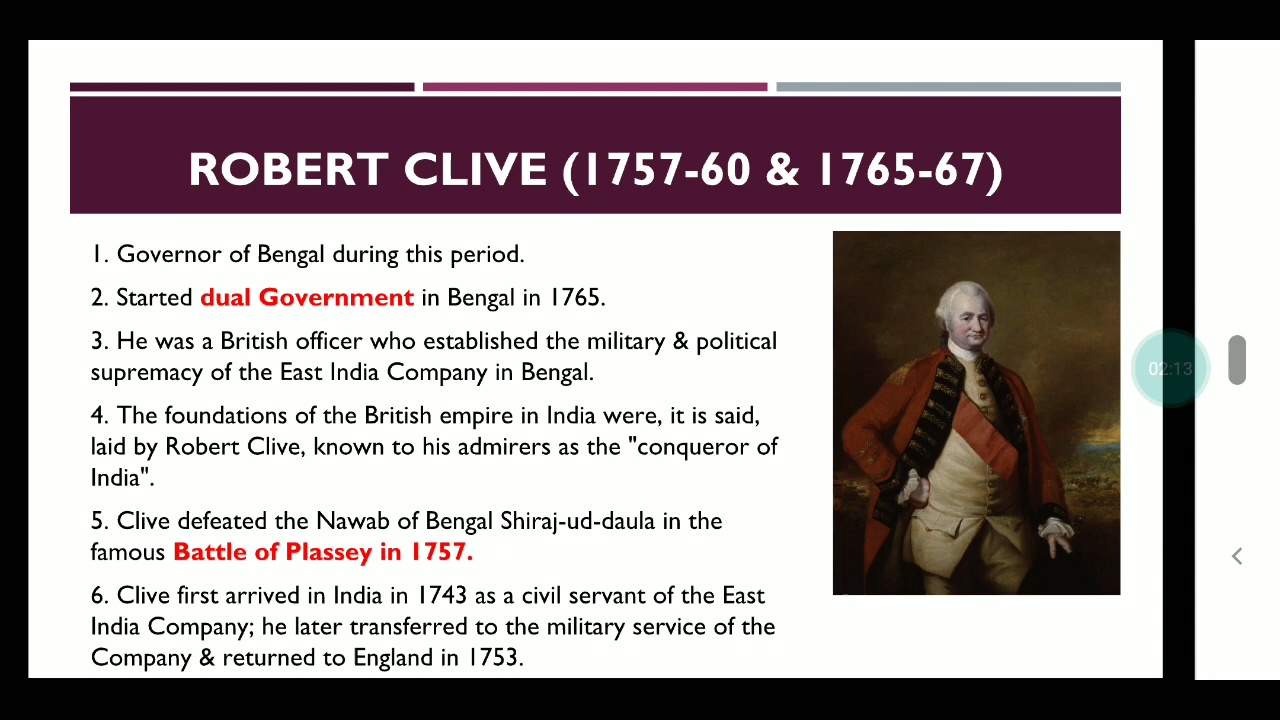 ROBERT CLIVE (1757-60 & 1765-67)
1. Governor of Bengal during this period.
2. Started dual Government in Bengal in 1765.
3. He was a British officer who established the military & political
supremacy of the East India Company in Bengal.
4. The foundations of the British empire in India were, it is said,
laid by Robert Clive, known to his admirers as the "conqueror of
India".
5. Clive defeated the Nawab of Bengal Shiraj-ud-daula in the
famous Battle of Plassey in 1757.
6. Clive first arrived in India in 1743 as a civil servant of the East
India Company; he later transferred to the military service of the
Company & returned to England in 1753.
02:13